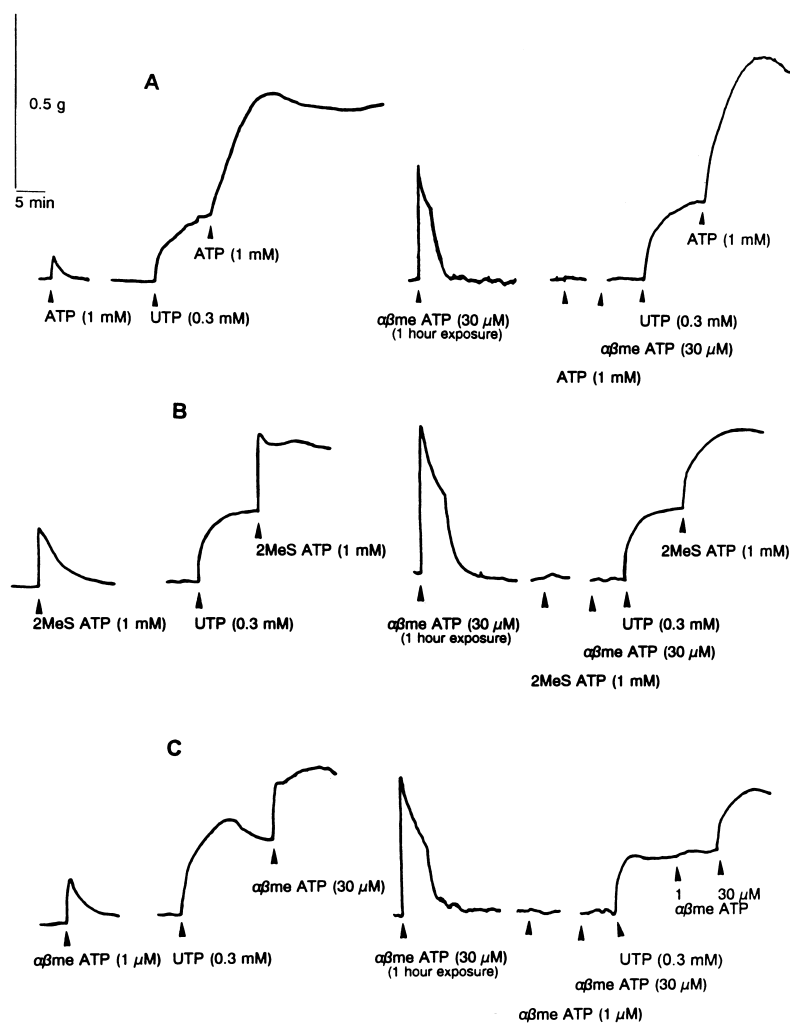 A
0.5 g
5 min
ATP (1 mM)
ATP (1 mM)
ATP (1 mM)
UTP (0.3 mM)
αβme ATP (30 μM)
(1 hour exposure)
UTP (0.3 mM)
αβme ATP (30 μM)
ATP (1 mM)
B
2MeS ATP (1 mM)
2MeS ATP (1 mM)
2MeS ATP (1 mM)
UTP (0.3 mM)
αβme ATP (30 μM)
(1 hour exposure)
UTP (0.3 mM)
αβme ATP (30 μM)
2MeS ATP (1 mM)
C
αβme ATP (30 μM)
1 30 μM
αβme ATP
αβme ATP (1 μM)
UTP (0.3 mM)
αβme ATP (30 μM)
(1 hour exposure)
UTP (0.3 mM)
αβme ATP (30 μM)
αβme ATP (1 μM)